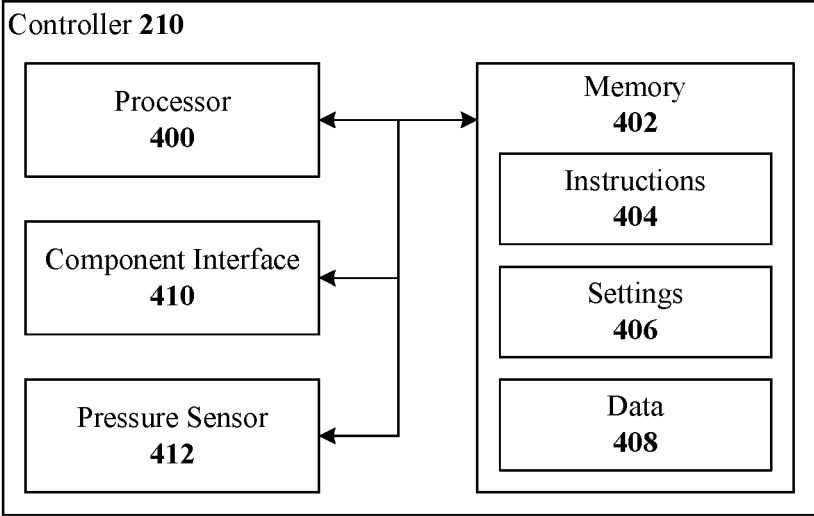 Controller 210
Processor
400
Component Interface
410
Pressure Sensor
412
Memory
402
Instructions
404
Settings
406
Data
408